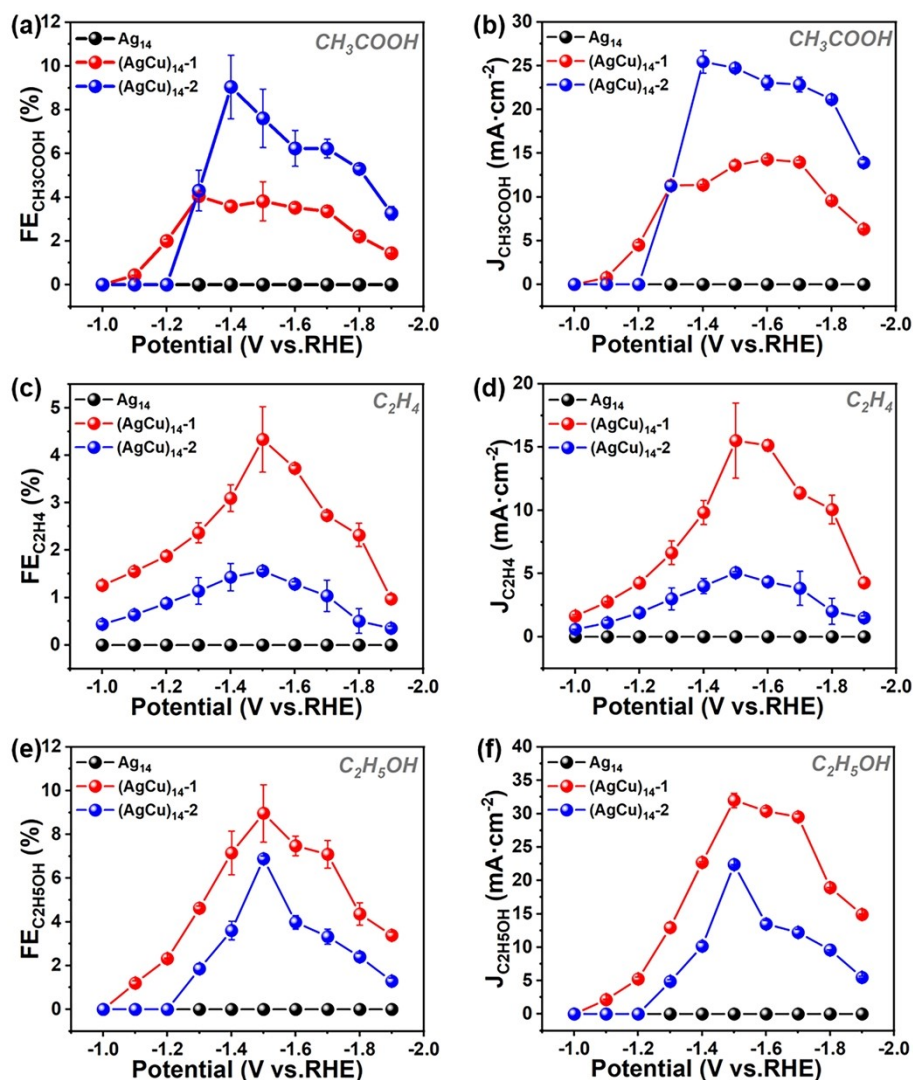 (a)
12
10
8
6
4
2
0
FE_CH3COOH (%)
Ag₁₄
(AgCu)₁₄-1
(AgCu)₁₄-2
CH₃COOH
-1.0 -1.2 -1.4 -1.6 -1.8 -2.0
Potential (V vs.RHE)
(b)
30
25
20
15
10
5
0
J_CH3COOH (mA·cm⁻²)
Ag₁₄
(AgCu)₁₄-1
(AgCu)₁₄-2
CH₃COOH
-1.0 -1.2 -1.4 -1.6 -1.8 -2.0
Potential (V vs.RHE)
(c)
5
4
3
2
1
0
FE_C2H4 (%)
Ag₁₄
(AgCu)₁₄-1
(AgCu)₁₄-2
C₂H₄
-1.0 -1.2 -1.4 -1.6 -1.8 -2.0
Potential (V vs.RHE)
(d)
20
15
10
5
0
J_C2H4 (mA·cm⁻²)
Ag₁₄
(AgCu)₁₄-1
(AgCu)₁₄-2
C₂H₄
-1.0 -1.2 -1.4 -1.6 -1.8 -2.0
Potential (V vs.RHE)
(e)
12
10
8
6
4
2
0
FE_C2H5OH (%)
Ag₁₄
(AgCu)₁₄-1
(AgCu)₁₄-2
C₂H₅OH
-1.0 -1.2 -1.4 -1.6 -1.8 -2.0
Potential (V vs.RHE)
(f)
40
35
30
25
20
15
10
5
0
J_C2H5OH (mA·cm⁻²)
Ag₁₄
(AgCu)₁₄-1
(AgCu)₁₄-2
C₂H₅OH
-1.0 -1.2 -1.4 -1.6 -1.8 -2.0
Potential (V vs.RHE)